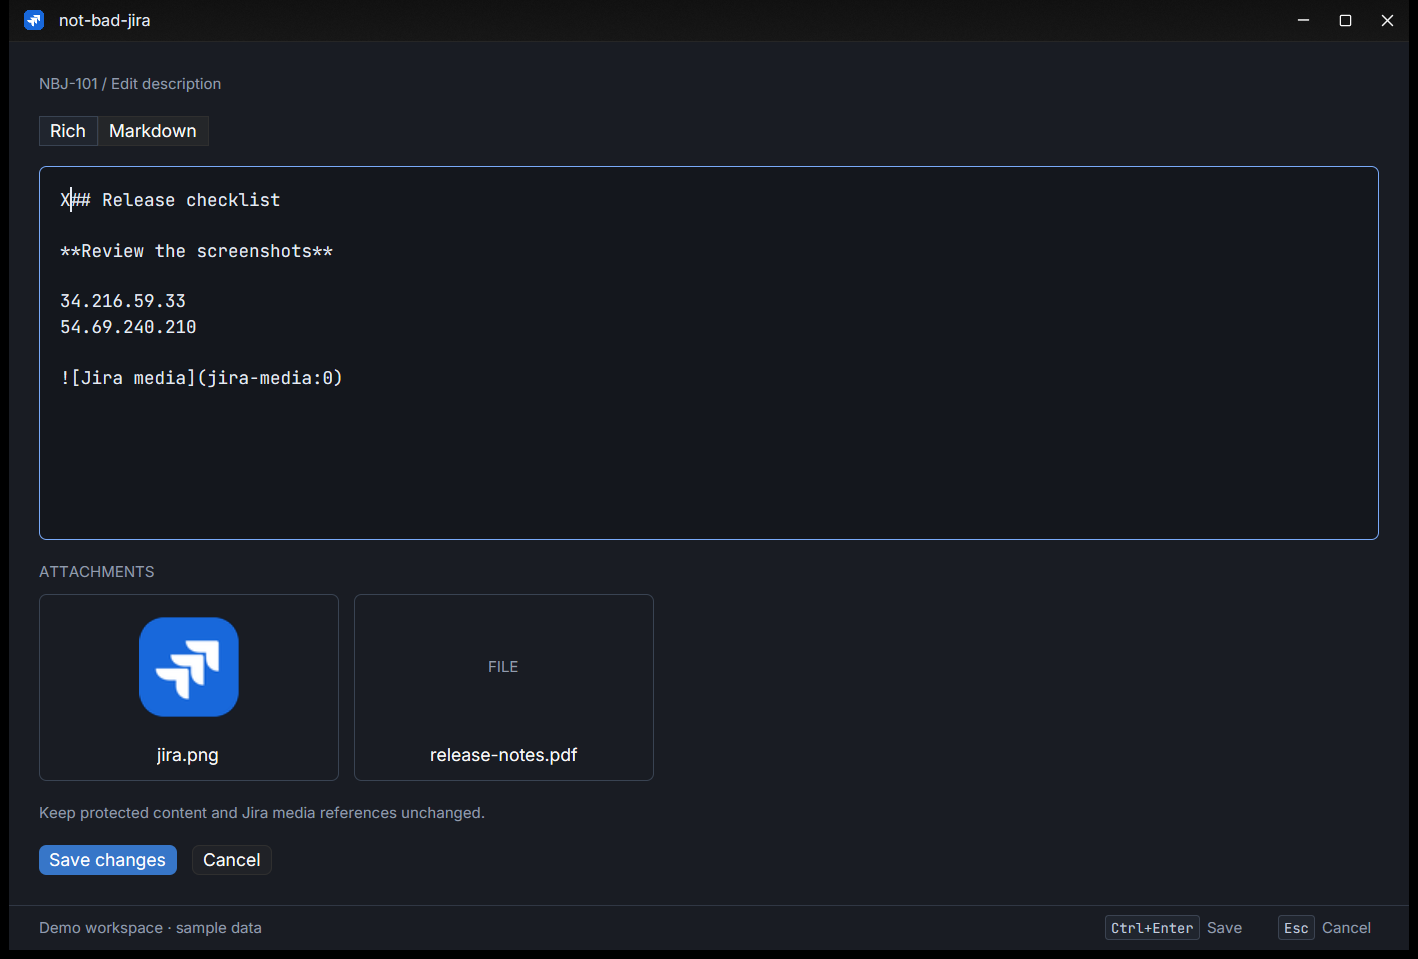 not-bad-jira
NBJ-101 / Edit description
Rich Markdown
X## Release checklist
**Review the screenshots**
34.216.59.33
54.69.240.210
![Jira media](jira-media:0)
ATTACHMENTS
FILE
jira.png release-notes.pdf
Keep protected content and Jira media references unchanged.
Save changes Cancel
Demo workspace · sample data Ctrl+Enter Save Esc Cancel